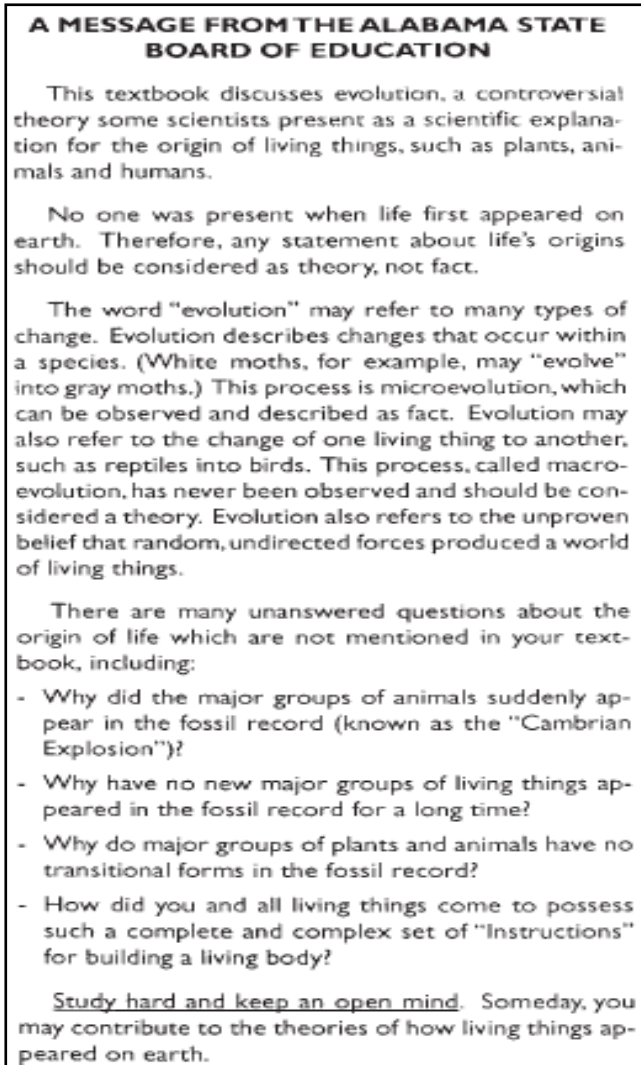 A MESSAGE FROM THE ALABAMA STATE
BOARD OF EDUCATION
This textbook discusses evolution, a controversial
theory some scientists present as a scientific explana-
tion for the origin of living things, such as plants, ani-
mals and humans.
No one was present when life first appeared on
earth. Therefore, any statement about life's origins
should be considered as theory, not fact.
The word "evolution" may refer to many types of
change. Evolution describes changes that occur within
a species. (White moths, for example, may "evolve"
into gray moths.) This process is microevolution, which
can be observed and described as fact. Evolution may
also refer to the change of one living thing to another,
such as reptiles into birds. This process, called macro-
evolution, has never been observed and should be con-
sidered a theory. Evolution also refers to the unproven
belief that random, undirected forces produced a world
of living things.
There are many unanswered questions about the
origin of life which are not mentioned in your text-
book, including:
- Why did the major groups of animals suddenly ap-
pear in the fossil record (known as the "Cambrian
Explosion")?
- Why have no new major groups of living things ap-
peared in the fossil record for a long time?
- Why do major groups of plants and animals have no
transitional forms in the fossil record?
- How did you and all living things come to possess
such a complete and complex set of "Instructions"
for building a living body?
Study hard and keep an open mind. Someday, you
may contribute to the theories of how living things ap-
peared on earth.